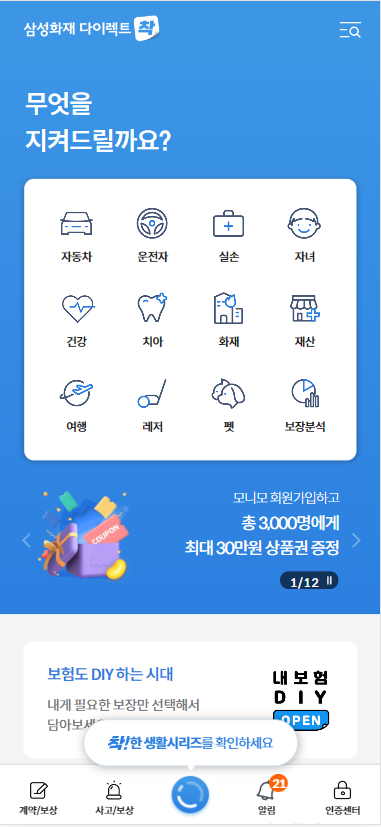 삼성화재 다이렉트 착
무엇을
지켜드릴까요?
자동차 운전자 실손 자녀
건강 치아 화재 재산
여행 레저 펫 보장분석
COUPON
모니모 회원가입하고
총 3,000명에게
최대 30만원 상품권 증정
1/12
보험도 DIY 하는 시대
내게 필요한 보장만 선택해서
담아보세
내 보 험
D I Y
OPEN
착!한 생활시리즈를 확인하세요
21
계약/보상 사고/보상 알림 인증센터